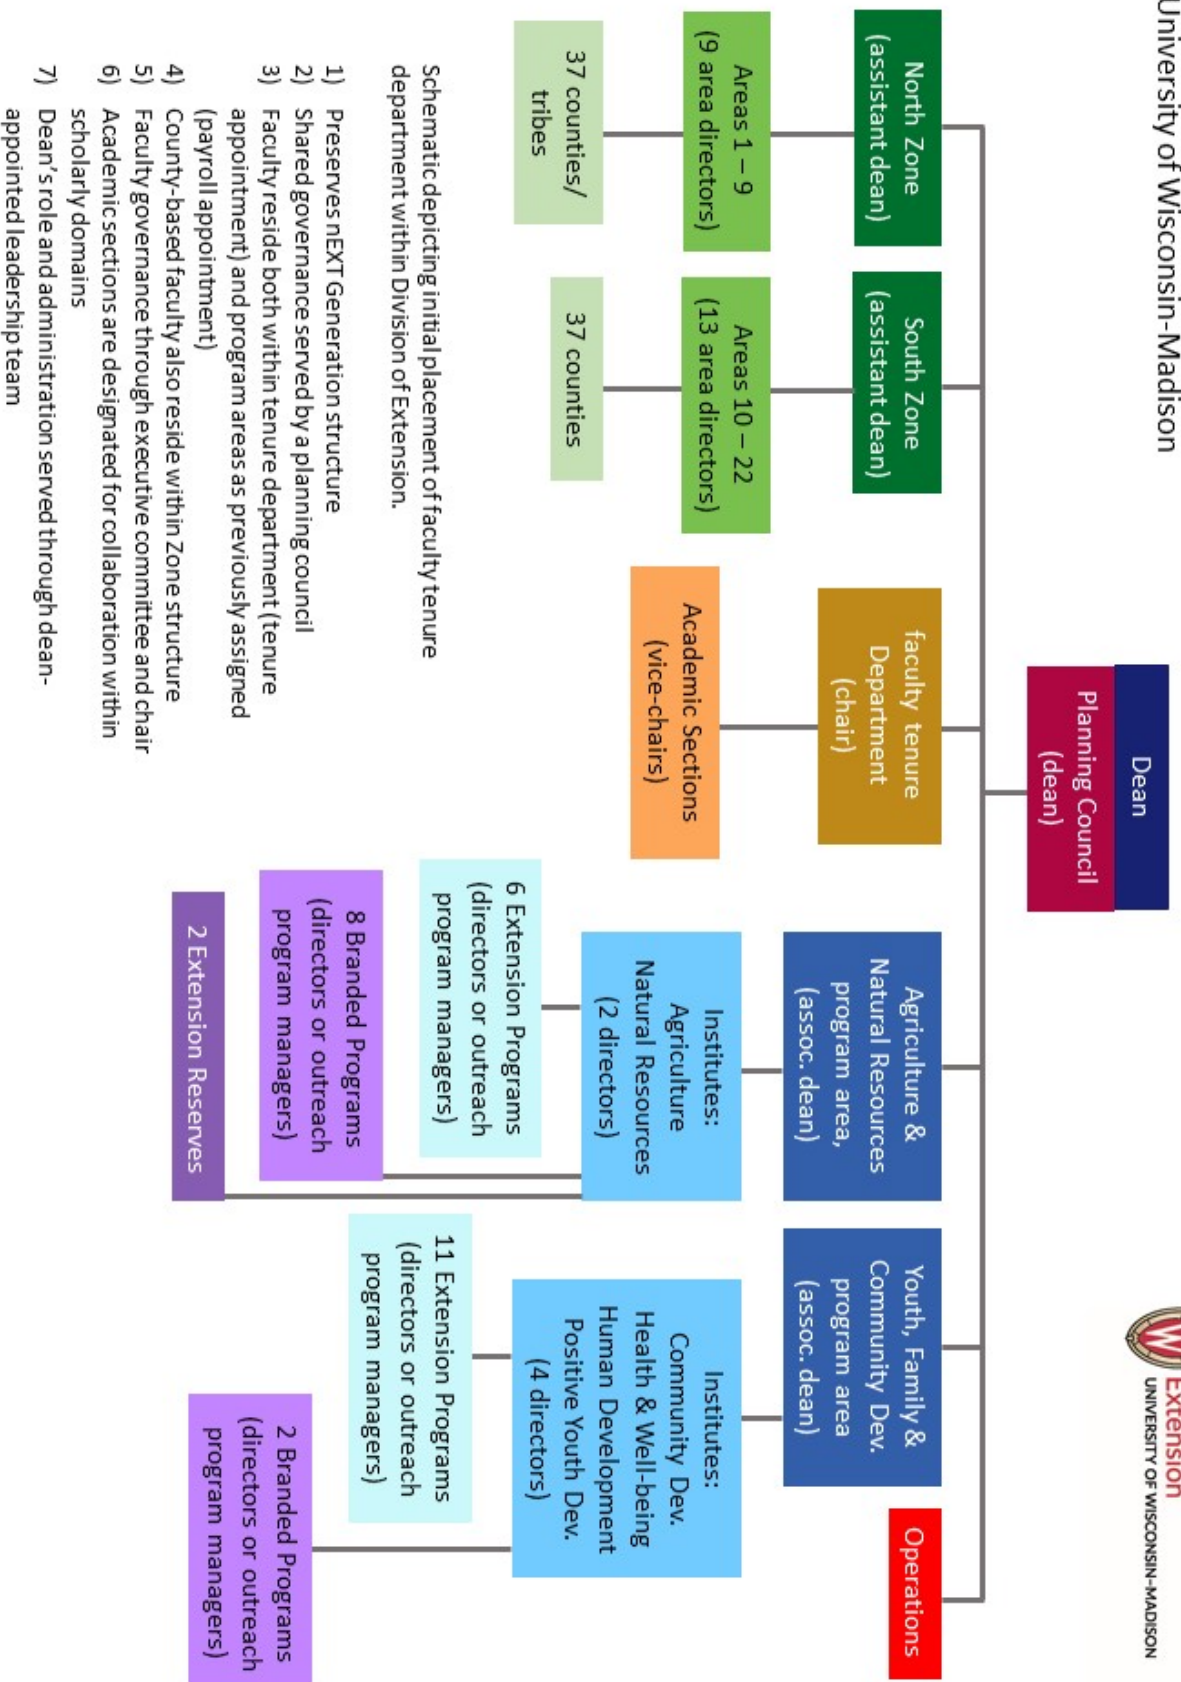 University of Wisconsin-Madison
Extension
UNIVERSITY OF WISCONSIN-MADISON
Dean
Planning Council
(dean)
North Zone
(assistant dean)
Areas 1 – 9
(9 area directors)
37 counties/
tribes
South Zone
(assistant dean)
Areas 10 – 22
(13 area directors)
37 counties
faculty tenure
Department
(chair)
Academic Sections
(vice-chairs)
Agriculture &
Natural Resources
program area,
(assoc. dean)
Institutes:
Agriculture
Natural Resources
(2 directors)
6 Extension Programs
(directors or outreach
program managers)
8 Branded Programs
(directors or outreach
program managers)
2 Extension Reserves
Youth, Family &
Community Dev.
program area
(assoc. dean)
Institutes:
Community Dev.
Health & Well-being
Human Development
Positive Youth Dev.
(4 directors)
11 Extension Programs
(directors or outreach
program managers)
2 Branded Programs
(directors or outreach
program managers)
Operations
Schematic depicting initial placement of faculty tenure
department within Division of Extension.
1) Preserves nEXT Generation structure
2) Shared governance served by a planning council
3) Faculty reside both within tenure department (tenure
appointment) and program areas as previously assigned
(payroll appointment)
4) County-based faculty also reside within Zone structure
5) Faculty governance through executive committee and chair
6) Academic sections are designated for collaboration within
scholarly domains
7) Dean's role and administration served through dean-
appointed leadership team